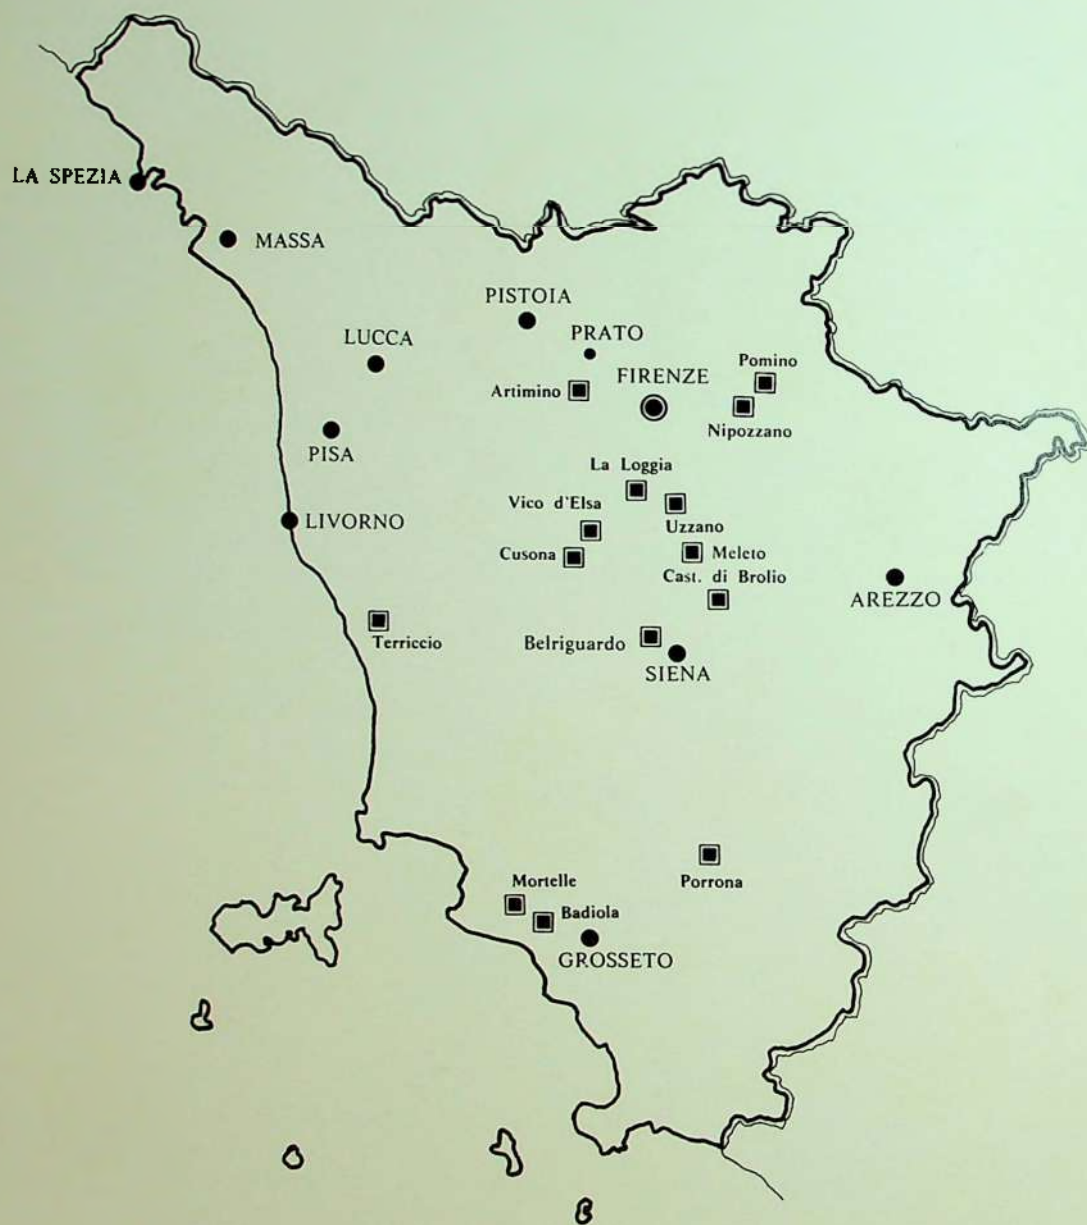 LA SPEZIA
MASSA
PISTOIA
PRATO
LUCCA
FIRENZE
Pomino
Artimino
Nipozzano
PISA
La Loggia
Vico d'Elsa
Uzzano
LIVORNO
Cusona
Meleto
Cast. di Brolio
AREZZO
Terriccio
Belriguardo
SIENA
Mortelle
Porrona
Badiola
GROSSETO